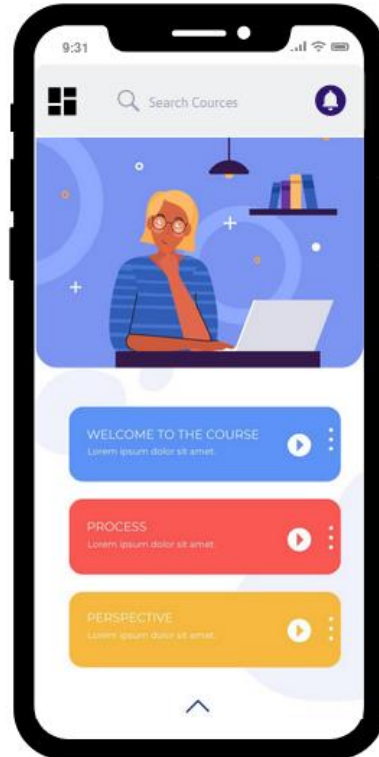 9:31
Search Cources
WELCOME TO THE COURSE
Lorem ipsum dolor sit amet.
PROCESS
Lorem ipsum dolor sit amet.
PERSPECTIVE
Lorem ipsum dolor sit amet.